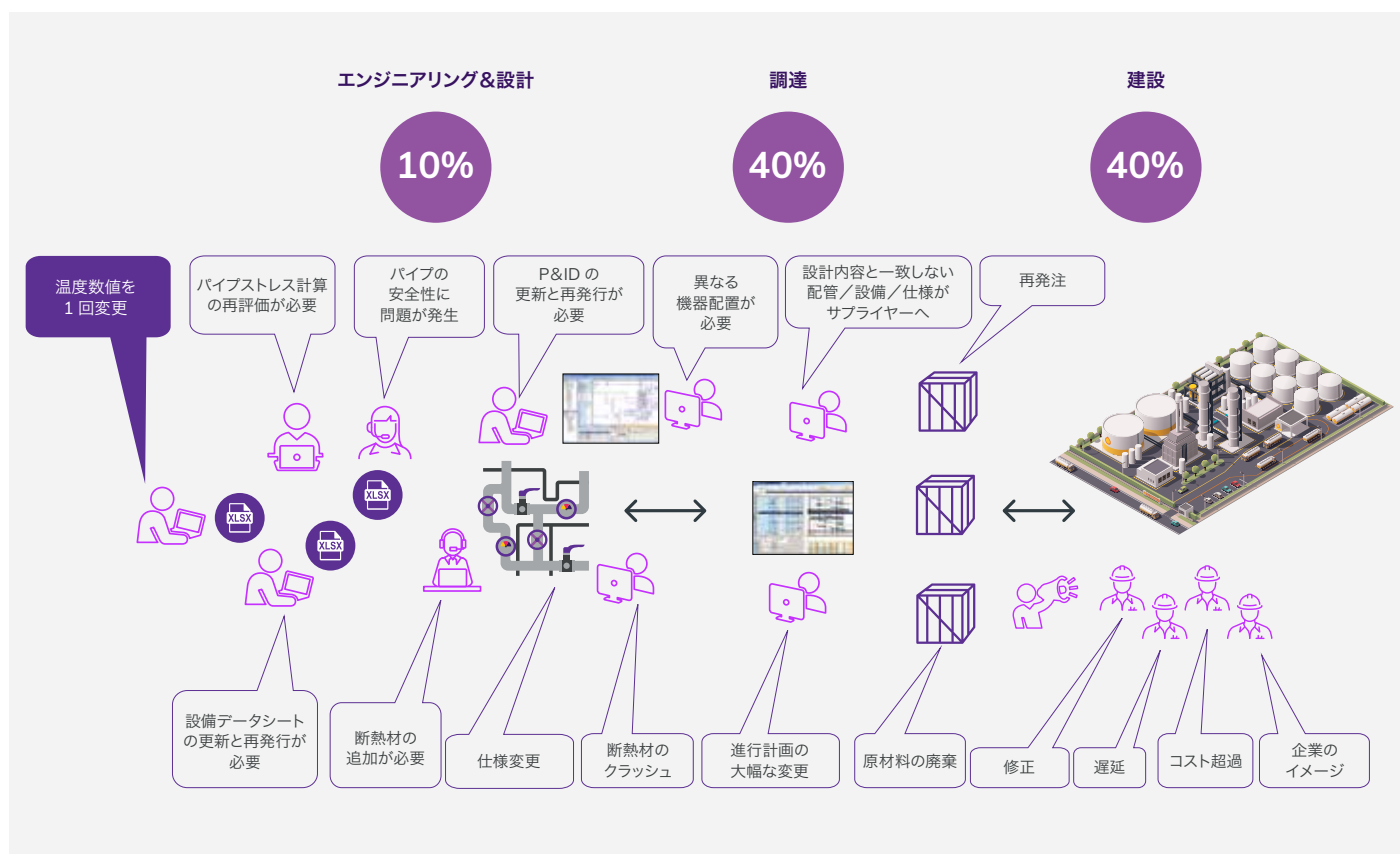 エンジニアリング&設計
調達
建設
10%
40%
40%
温度数値を
1 回変更
パイプストレス計算
の再評価が必要
パイプの
安全性に
問題が発生
P&ID の
更新と再発行が
必要
異なる
機器配置が
必要
設計内容と一致しない
配管/設備/仕様が
サプライヤーへ
再発注
XLSX
XLSX
XLSX
設備データシート
の更新と再発行が
必要
断熱材の
追加が必要
仕様変更
断熱材の
クラッシュ
進行計画の
大幅な変更
原材料の廃棄
修正
遅延
コスト超過
企業の
イメージ